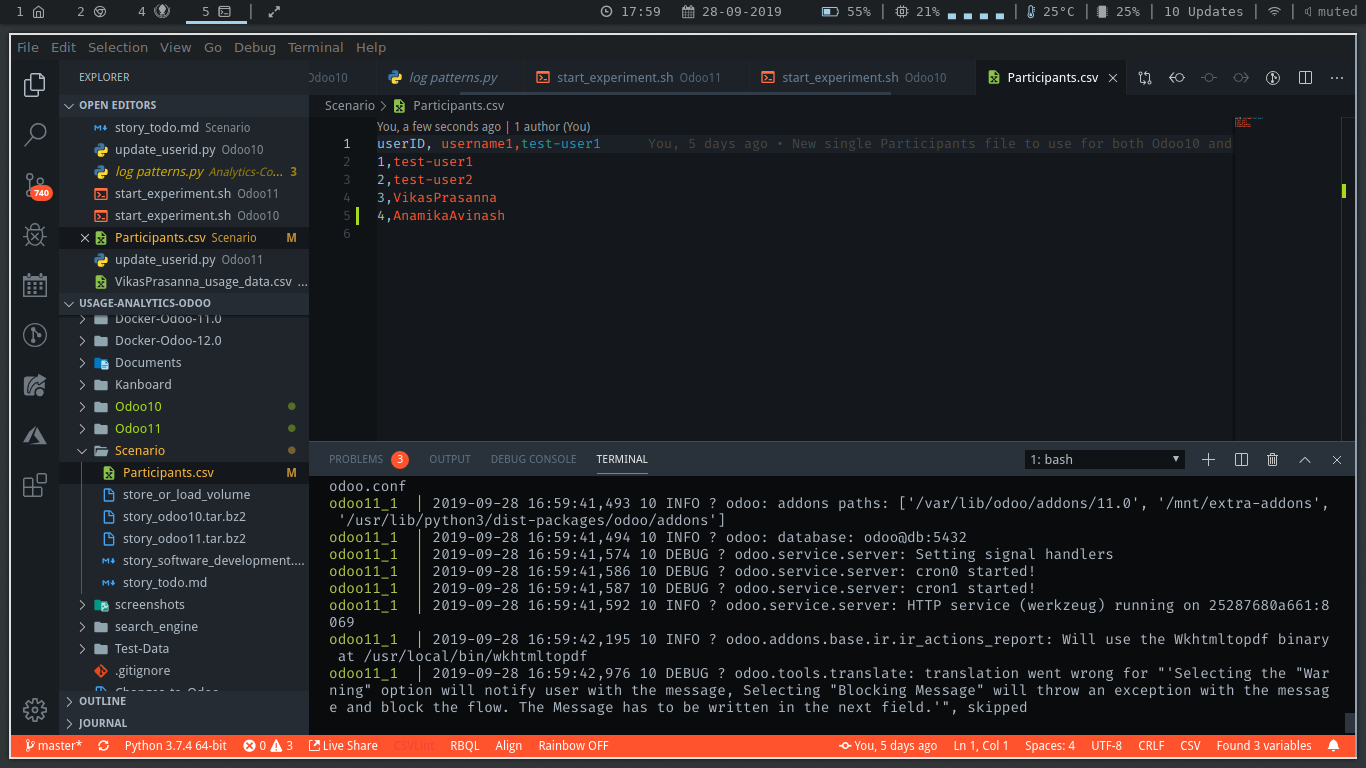 1 2 4 5 17:59 28-09-2019 55% 21% 25°C 25% 10 Updates muted
File Edit Selection View Go Debug Terminal Help
EXPLORER
OPEN EDITORS
story_todo.md Scenario
update_userid.py Odoo10
log patterns.py Analytics-Co... 3
start_experiment.sh Odoo11
start_experiment.sh Odoo10
Participants.csv Scenario M
update_userid.py Odoo11
VikasPrasanna_usage_data.csv ...
740
USAGE-ANALYTICS-ODOO
Docker-Odoo-11.0
Docker-Odoo-12.0
Documents
Kanboard
Odoo10
Odoo11
Scenario
Participants.csv M
store_or_load_volume
story_odoo10.tar.bz2
story_odoo11.tar.bz2
story_software_development....
story_todo.md
screenshots
search_engine
Test-Data
.gitignore
Changes-to-Odoo
OUTLINE
JOURNAL
Odoo10 log patterns.py start_experiment.sh Odoo11 start_experiment.sh Odoo10 Participants.csv
Scenario > Participants.csv
You, a few seconds ago | 1 author (You)
1 userID, username1,test-user1 You, 5 days ago • New single Participants file to use for both Odoo10 and
2 1,test-user1
3 2,test-user2
4 3,VikasPrasanna
5 4,AnamikaAvinash
6
PROBLEMS 3 OUTPUT DEBUG CONSOLE TERMINAL 1: bash
odoo.conf
odoo11_1 | 2019-09-28 16:59:41,493 10 INFO ? odoo: addons paths: ['/var/lib/odoo/addons/11.0', '/mnt/extra-addons',
'/usr/lib/python3/dist-packages/odoo/addons']
odoo11_1 | 2019-09-28 16:59:41,494 10 INFO ? odoo: database: odoo@db:5432
odoo11_1 | 2019-09-28 16:59:41,574 10 DEBUG ? odoo.service.server: Setting signal handlers
odoo11_1 | 2019-09-28 16:59:41,586 10 DEBUG ? odoo.service.server: cron0 started!
odoo11_1 | 2019-09-28 16:59:41,587 10 DEBUG ? odoo.service.server: cron1 started!
odoo11_1 | 2019-09-28 16:59:41,592 10 INFO ? odoo.service.server: HTTP service (werkzeug) running on 25287680a661:8
069
odoo11_1 | 2019-09-28 16:59:42,195 10 INFO ? odoo.addons.base.ir.ir_actions_report: Will use the Wkhtmltopdf binary
at /usr/local/bin/wkhtmltopdf
odoo11_1 | 2019-09-28 16:59:42,976 10 DEBUG ? odoo.tools.translate: translation went wrong for "'Selecting the "War
ning" option will notify user with the message, Selecting "Blocking Message" will throw an exception with the messag
e and block the flow. The Message has to be written in the next field.'", skipped
master* Python 3.7.4 64-bit 0 3 Live Share CSVLint RBQL Align Rainbow OFF You, 5 days ago Ln 1, Col 1 Spaces: 4 UTF-8 CRLF CSV Found 3 variables